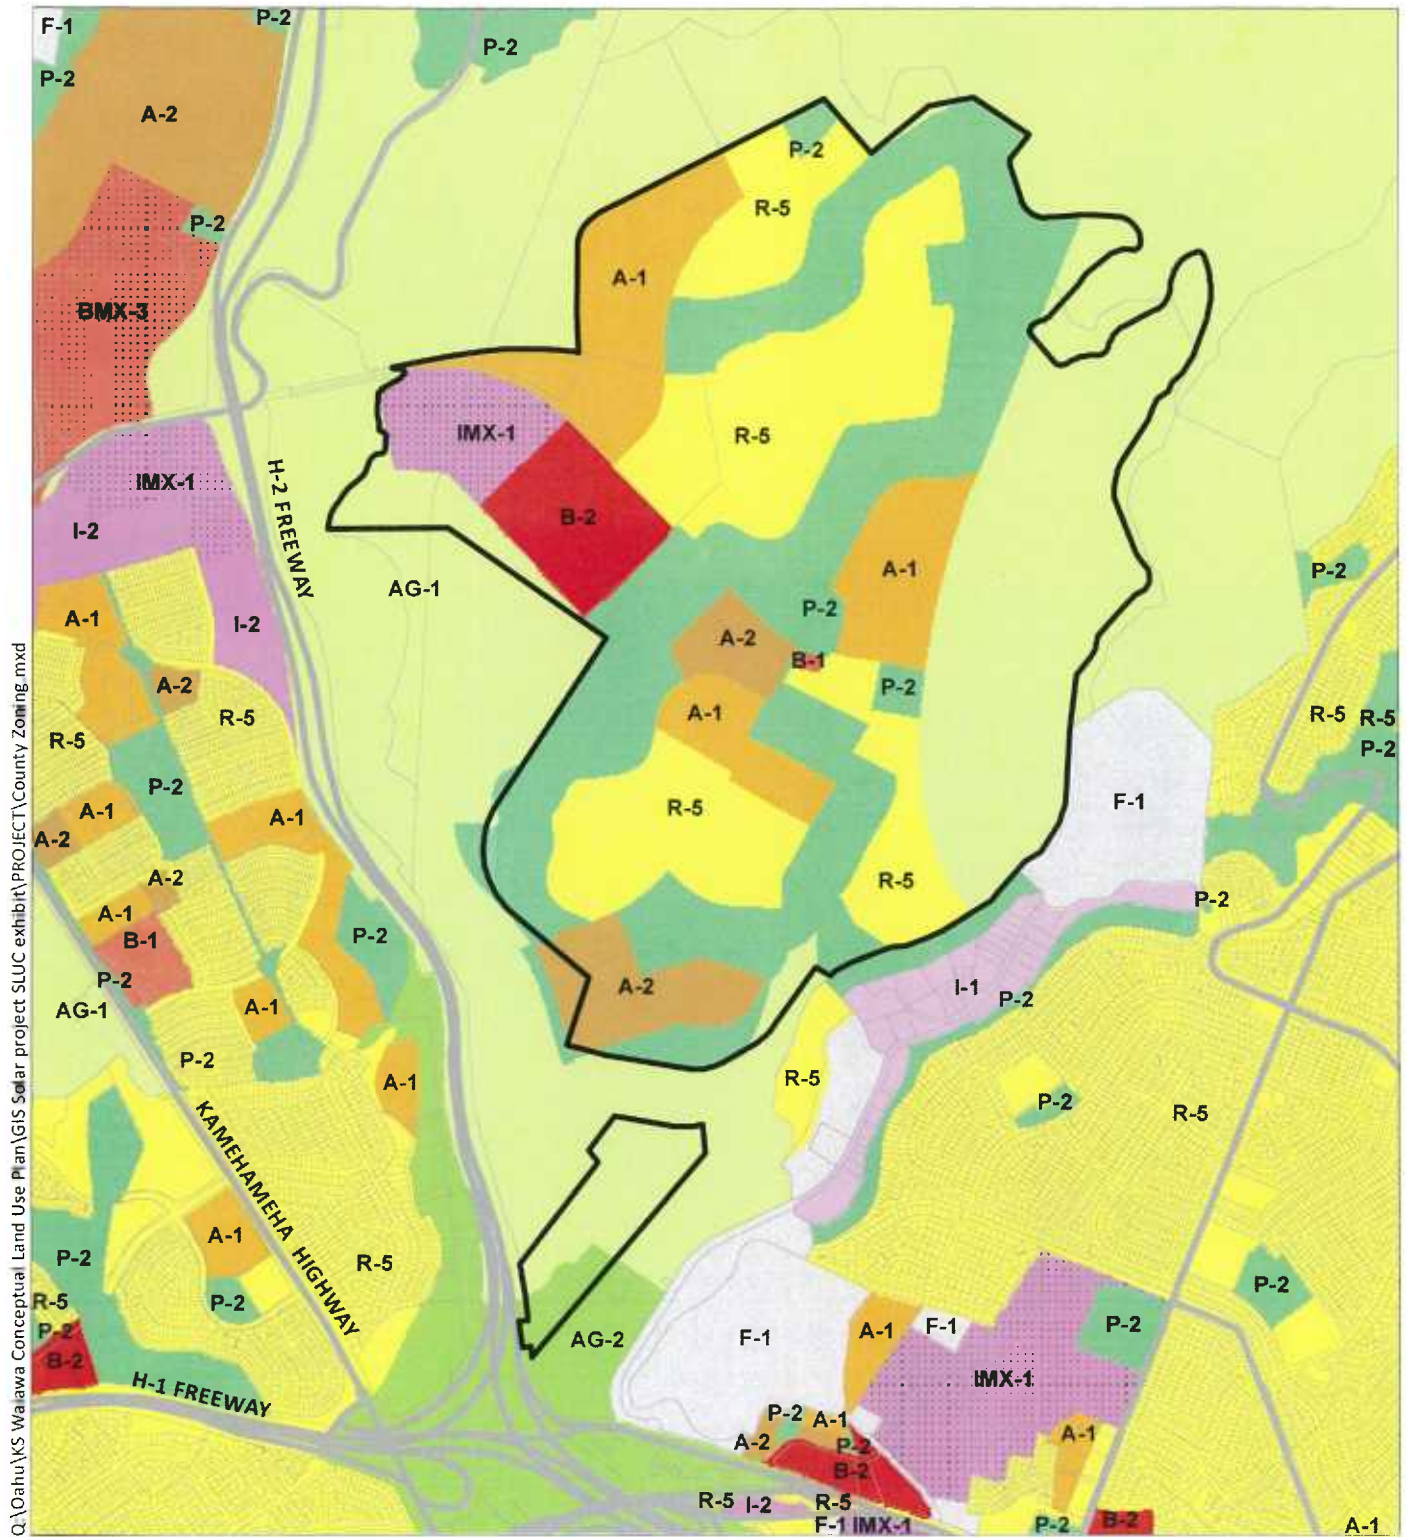 F-1
P-2
P-2
P-2
A-2
P-2
P-2
R-5
A-1
BMX-3
IMX-1
R-5
IMX-1
H-2 FREEWAY
B-2
I-2
A-1
P-2
AG-1
P-2
A-1
I-2
A-2
B-1
A-2
P-2
R-5
A-1
R-5
R-5
R-5
P-2
P-2
A-1
A-1
R-5
F-1
A-2
A-2
R-5
P-2
A-1
B-1
P-2
P-2
A-2
I-1
P-2
AG-1
A-1
P-2
R-5
A-1
P-2
R-5
KAMEHAMEHA HIGHWAY
A-1
P-2
R-5
P-2
R-5
P-2
P-2
B-2
AG-2
F-1
A-1
F-1
P-2
IMX-1
H-1 FREEWAY
P-2
A-1
A-1
A-2
P-2
B-2
R-5
I-2
R-5
F-1
IMX-1
P-2
B-2
A-1
Q:\Oahu\KS Waiawa Conceptual Land Use Plan\GIS Solar project SLUC exhibit\PROJECT\County Zoning.mxd